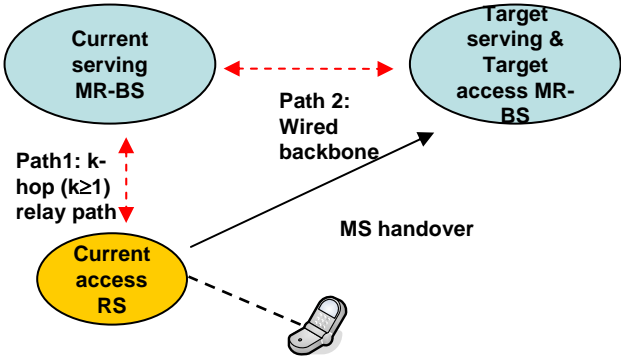 Current
serving
MR-BS
Target
serving &
Target
access MR-
BS
Path 2:
Wired
backbone
Path1: k-
hop (k≥1)
relay path
MS handover
Current
access
RS